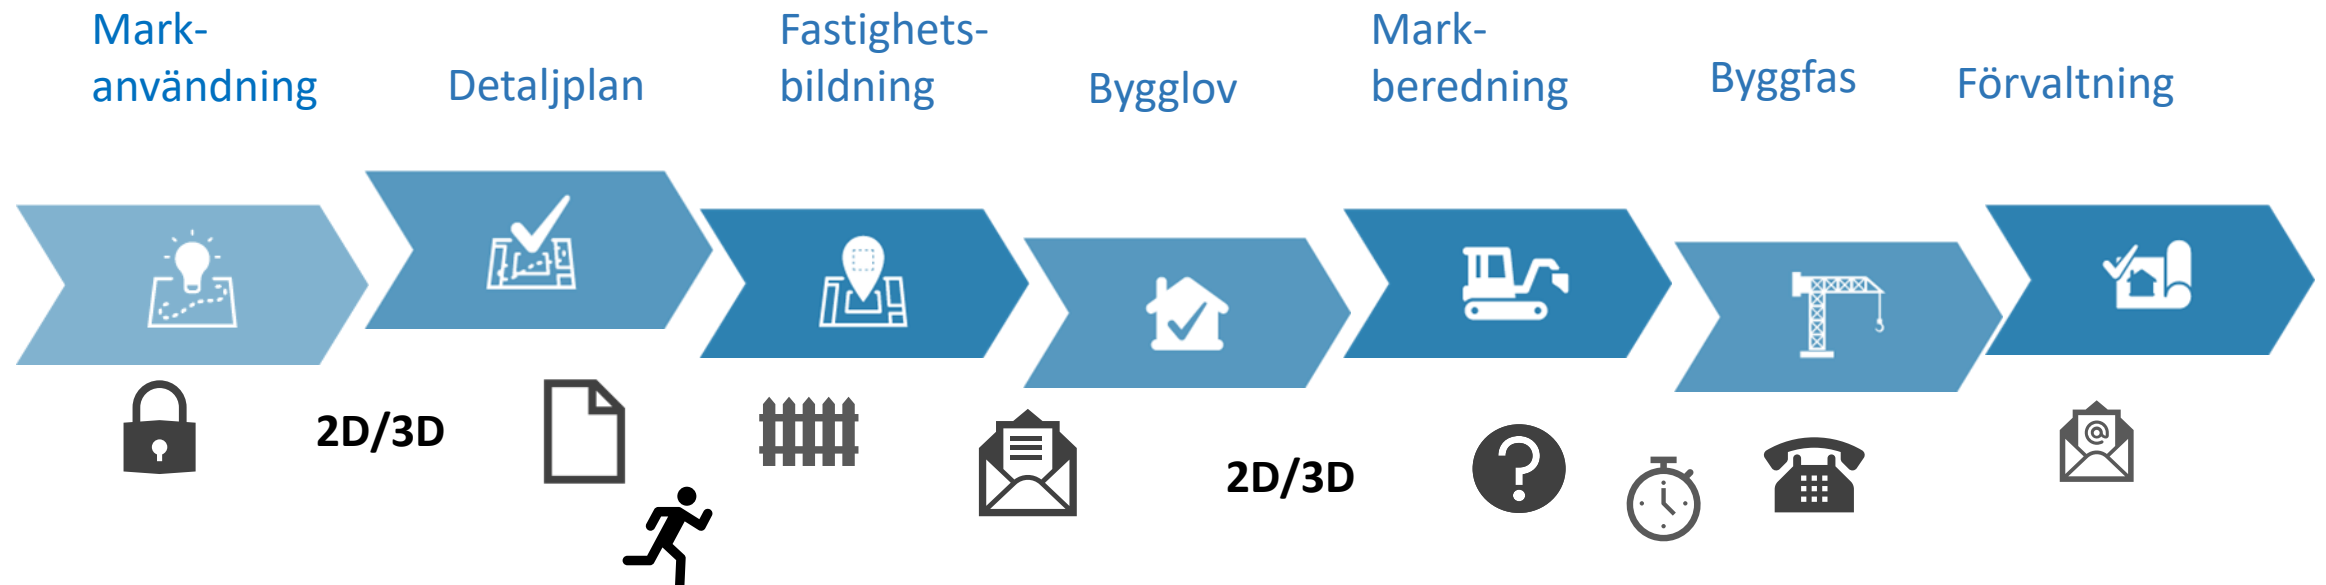 Mark-
användning
Detaljplan
Fastighets-
bildning
Bygglov
Mark-
beredning
Byggfas
Förvaltning
2D/3D
2D/3D
@
?